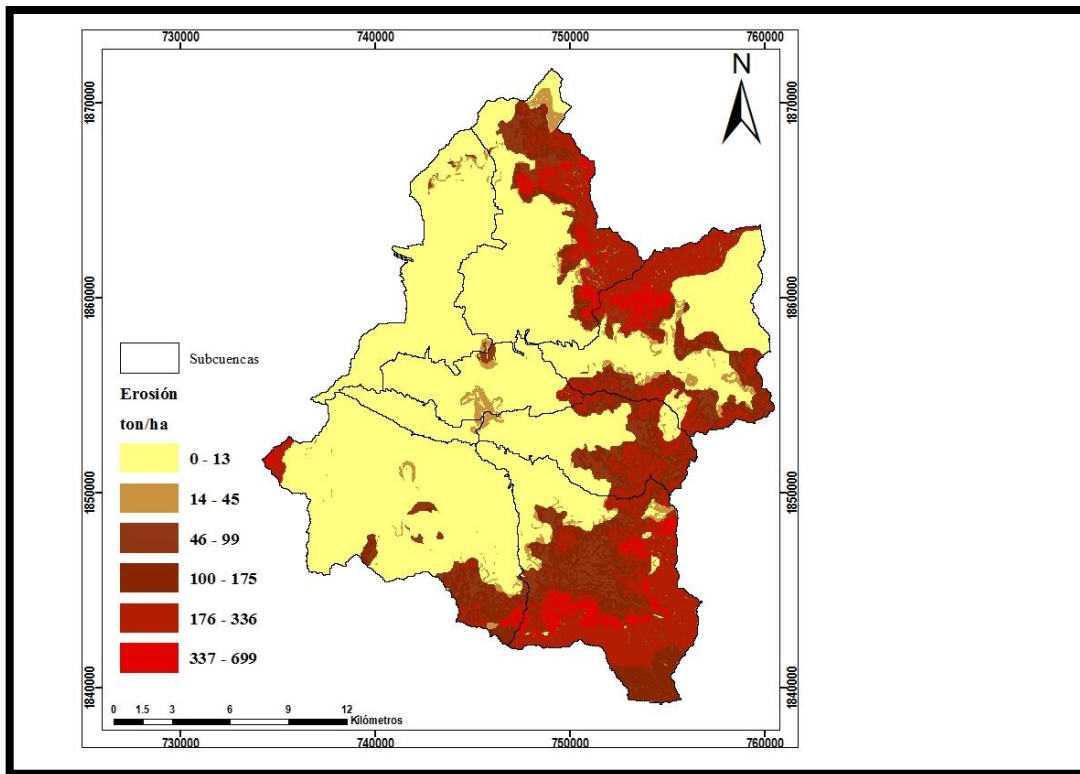 730000 740000 750000 760000
N
1870000 1870000
1860000 1860000
Subcuencas
Erosión
ton/ha
0 - 13
14 - 45
46 - 99
100 - 175
176 - 336
337 - 699
1850000 1850000
1840000 1840000
0 1.5 3 6 9 12
Kilómetros
730000 740000 750000 760000